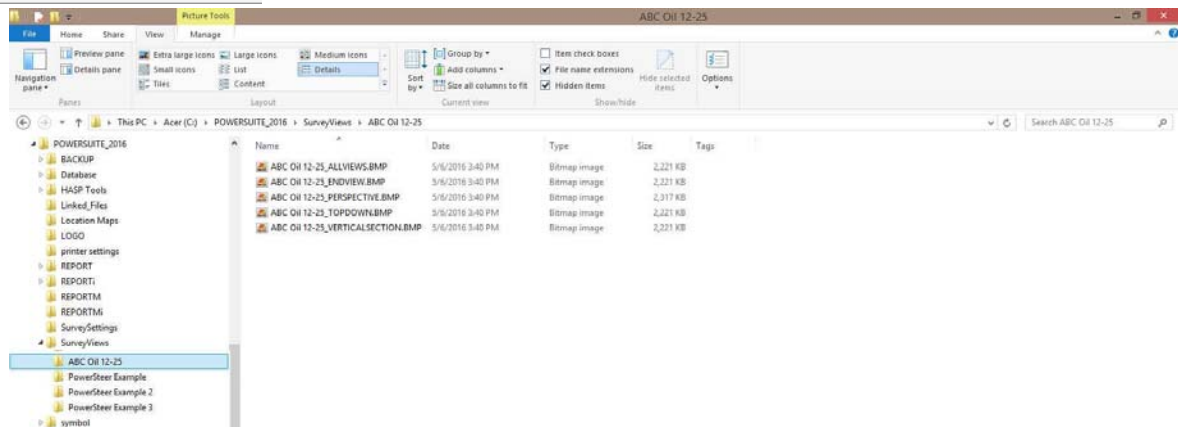 Picture Tools
ABC Oil 12-25
File Home Share View Manage
Preview pane
Details pane
Navigation pane
Panes
Extra large icons Large icons Medium icons
Small icons List Details
Tiles Content
Layout
Sort by
Group by
Add columns
Size all columns to fit
Current view
Item check boxes
File name extensions
Hidden items
Hide selected items
Show/hide
Options
This PC Acer (C:) POWERSUITE_2016 SurveyViews ABC Oil 12-25
Search ABC Oil 12-25
POWERSUITE_2016
BACKUP
Database
HASP Tools
Linked_Files
Location Maps
LOGO
printer settings
REPORT
REPORTi
REPORTM
REPORTMi
SurveySettings
SurveyViews
ABC Oil 12-25
PowerSteer Example
PowerSteer Example 2
PowerSteer Example 3
symbol
Name Date Type Size Tags
ABC Oil 12-25_ALLVIEWS.BMP 5/6/2016 3:40 PM Bitmap image 2,221 KB
ABC Oil 12-25_ENDVIEW.BMP 5/6/2016 3:40 PM Bitmap image 2,221 KB
ABC Oil 12-25_PERSPECTIVE.BMP 5/6/2016 3:40 PM Bitmap image 2,317 KB
ABC Oil 12-25_TOPDOWN.BMP 5/6/2016 3:40 PM Bitmap image 2,221 KB
ABC Oil 12-25_VERTICALSECTION.BMP 5/6/2016 3:40 PM Bitmap image 2,221 KB